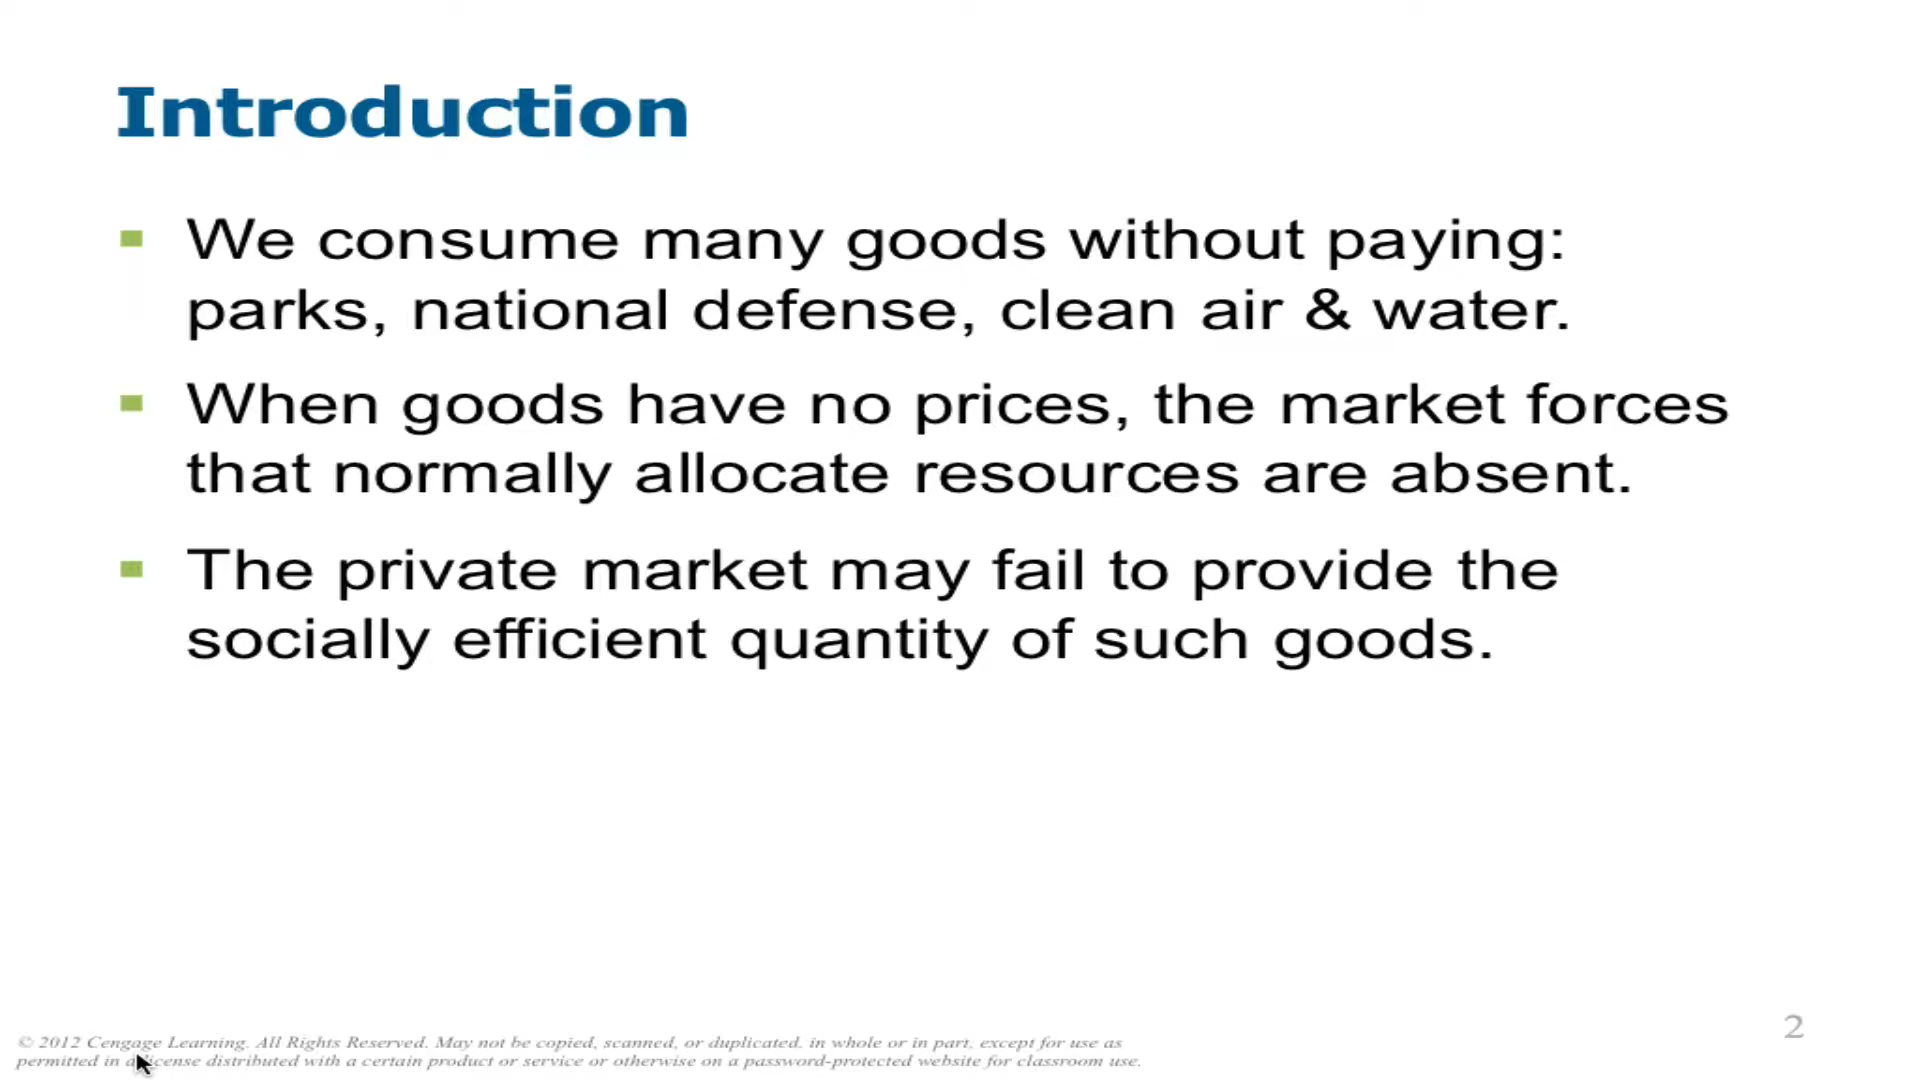 Introduction
We consume many goods without paying:
parks, national defense, clean air & water.
When goods have no prices, the market forces
that normally allocate resources are absent.
The private market may fail to provide the
socially efficient quantity of such goods.
© 2012 Cengage Learning. All Rights Reserved. May not be copied, scanned, or duplicated, in whole or in part, except for use as
permitted in a license distributed with a certain product or service or otherwise on a password-protected website for classroom use.
2